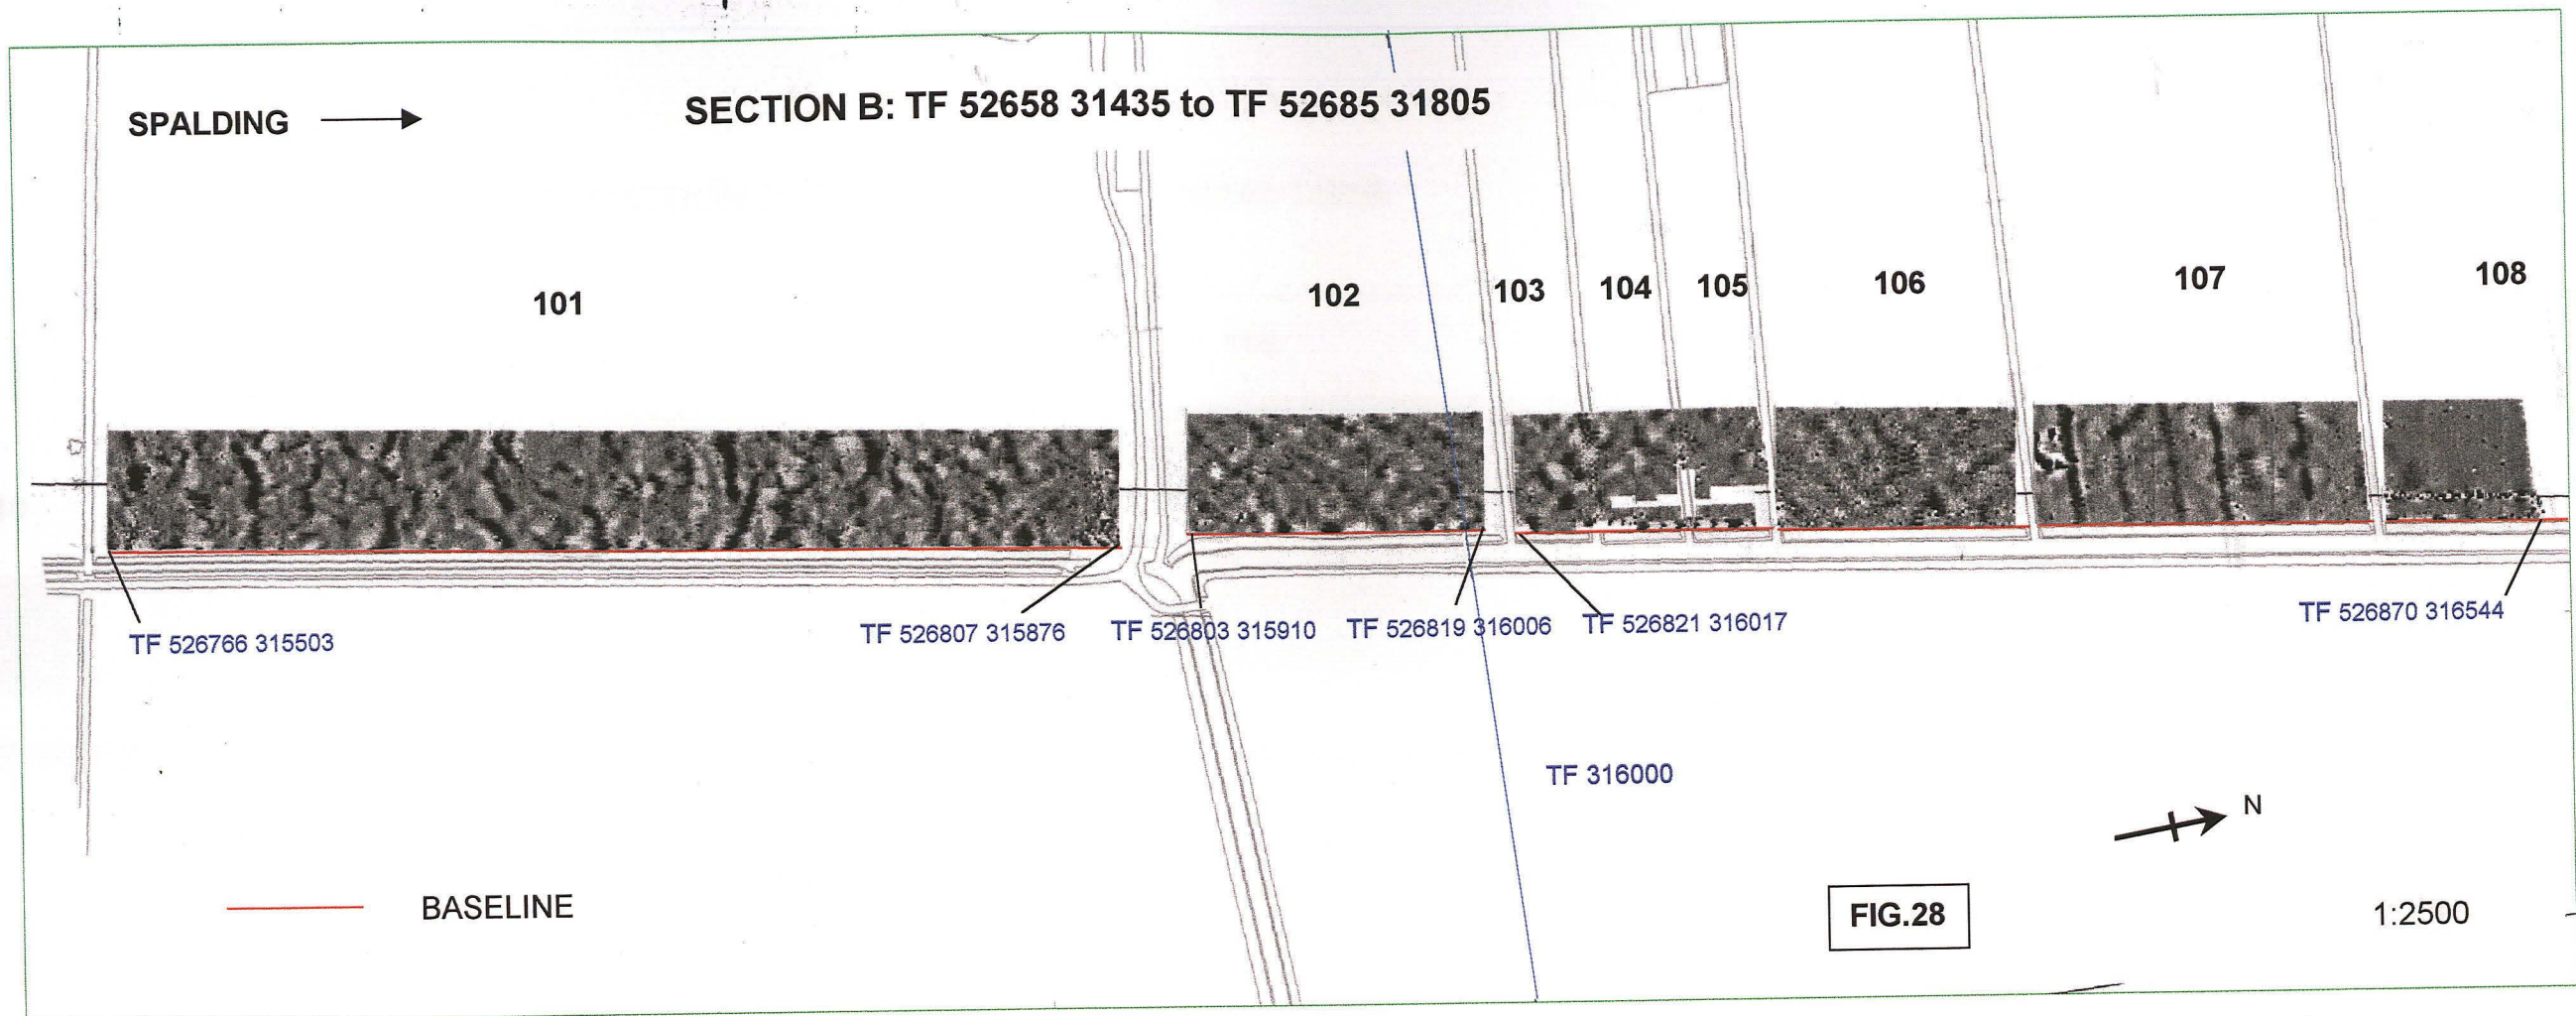 SECTION B: TF 52658 31435 to TF 52685 31805
SPALDING
101
102
103
104
105
106
107
108
TF 526766 315503
TF 526807 315876
TF 526803 315910
TF 526819 316006
TF 526821 316017
TF 526870 316544
TF 316000
N
BASELINE
FIG.28
1:2500